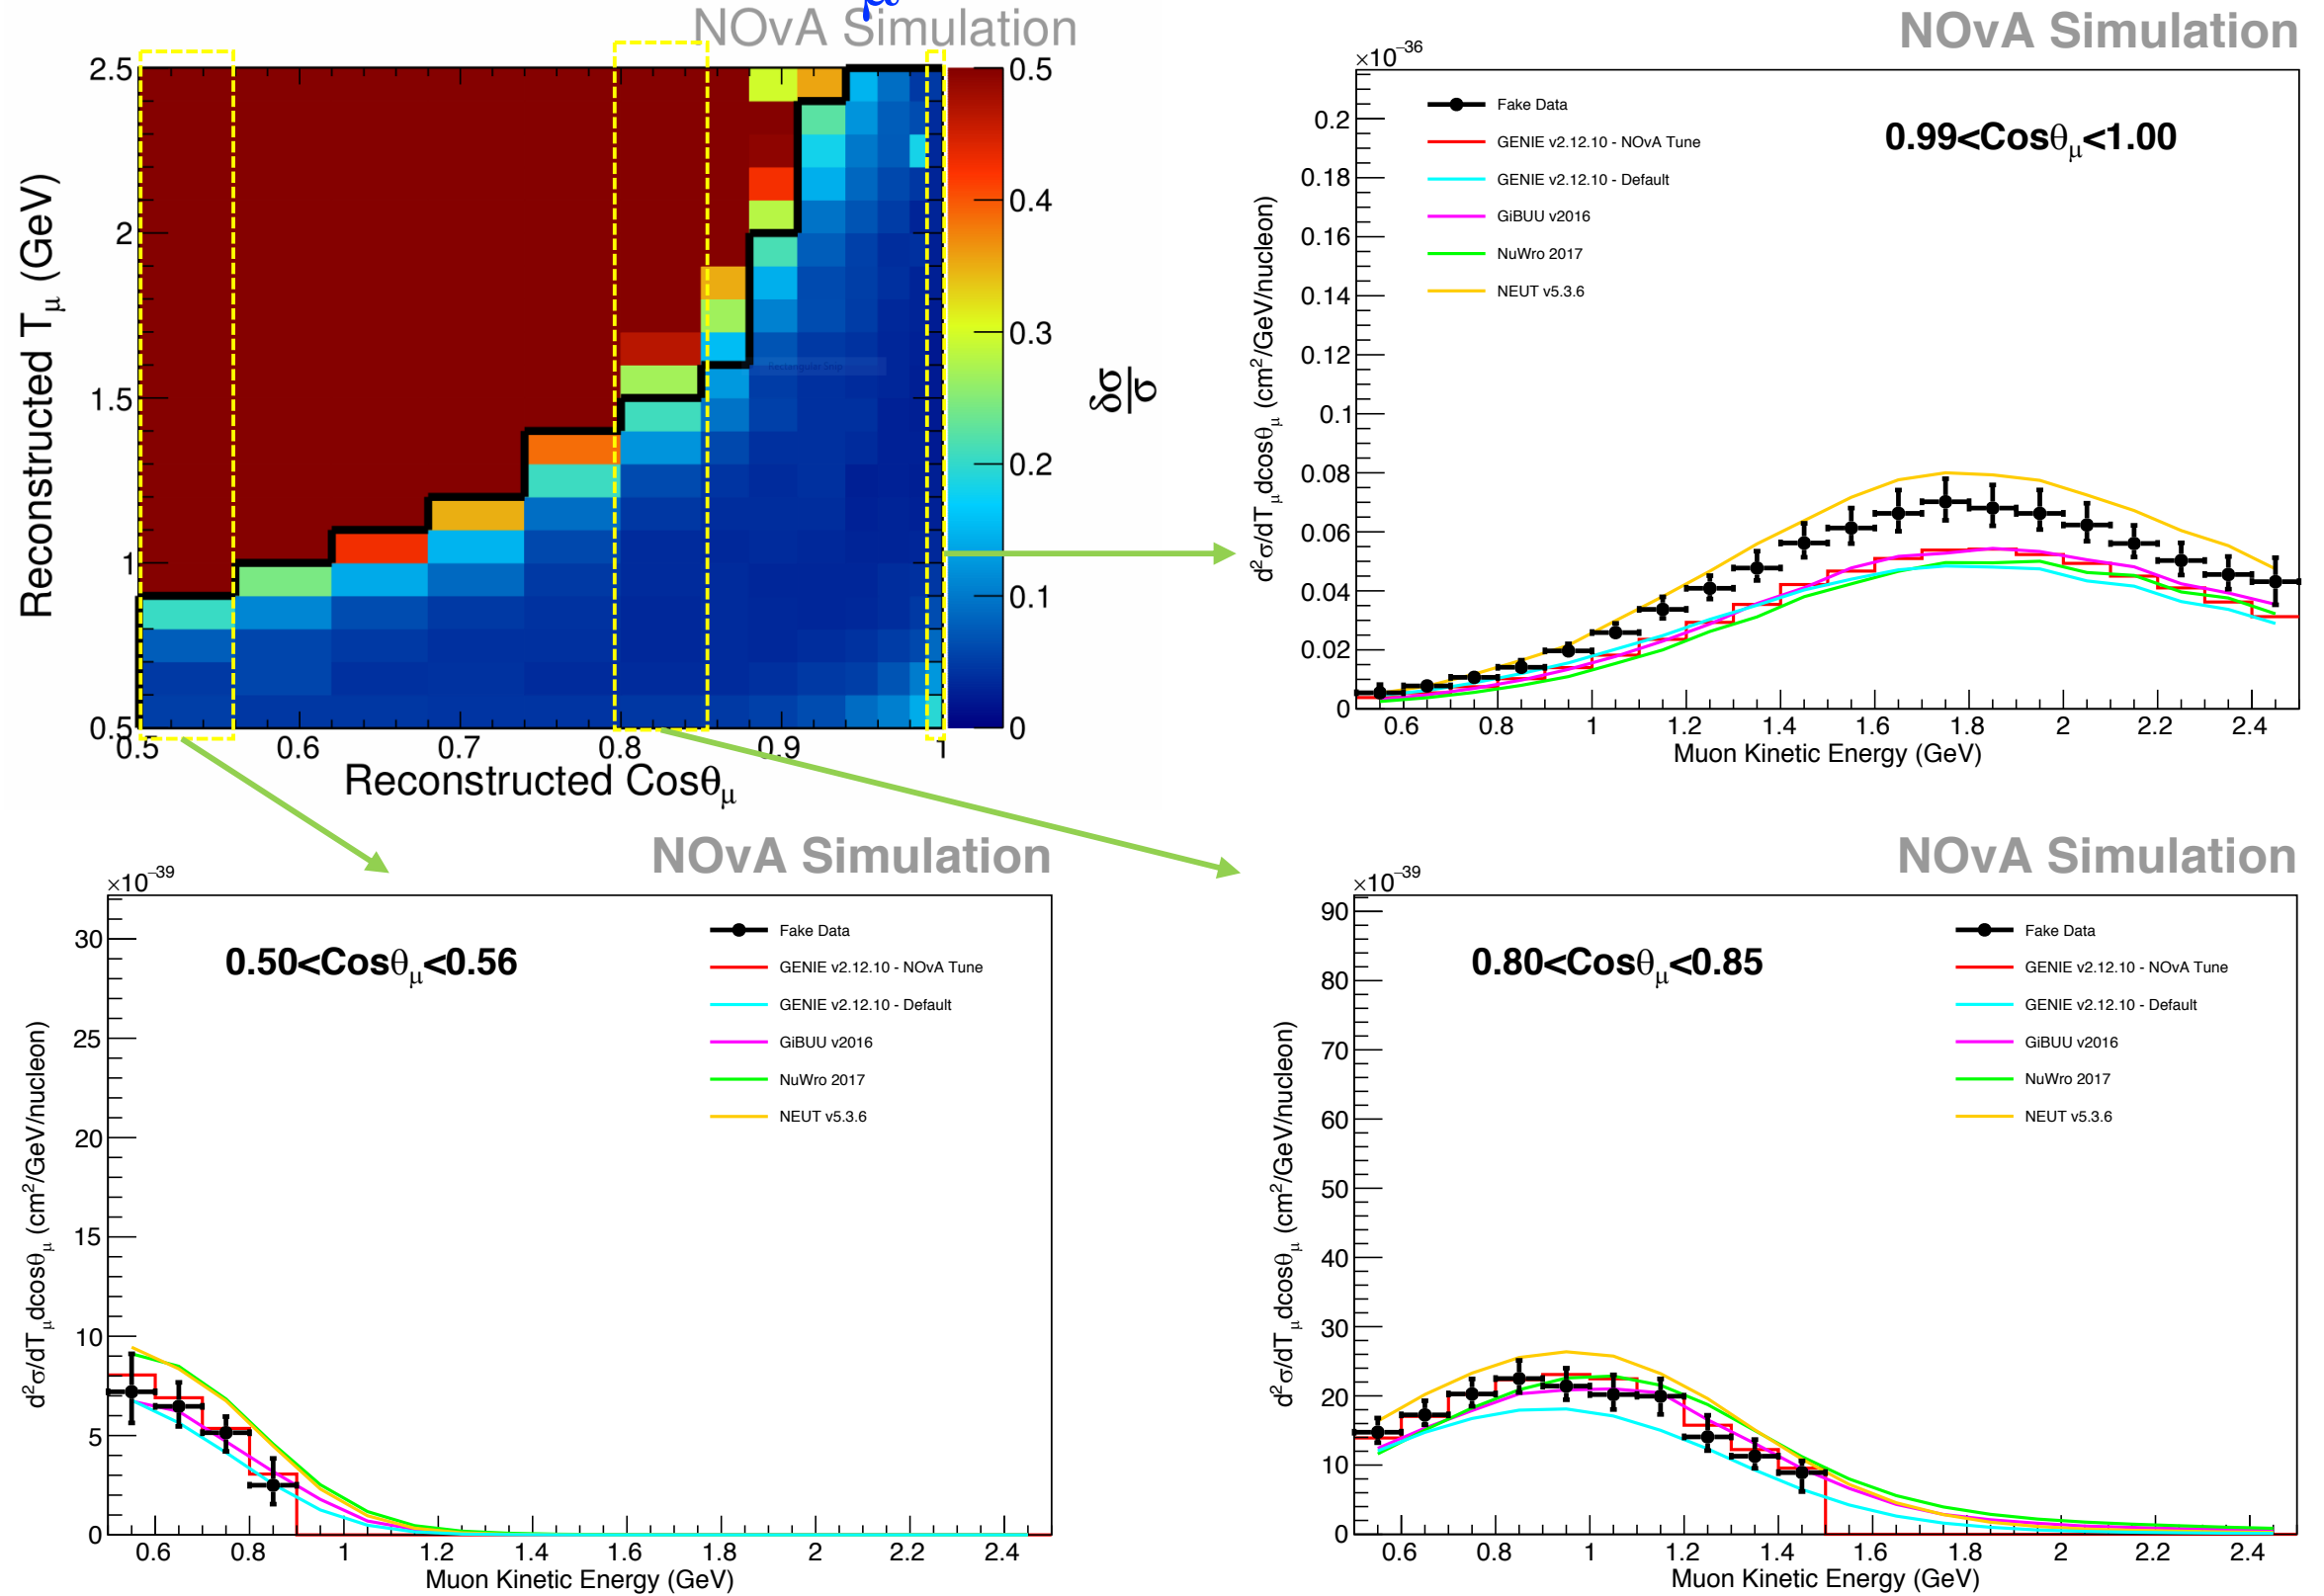 μ
NOvA Simulation
2.5
2
1.5
1
0.5
Reconstructed Tμ (GeV)
0.5
0.6
0.7
0.8
0.9
1
Reconstructed Cosθμ
0.5
0.4
0.3
0.2
0.1
0
δσ
σ
Rectangular Snip
NOvA Simulation
×10⁻³⁶
Fake Data
GENIE v2.12.10 - NOvA Tune
GENIE v2.12.10 - Default
GiBUU v2016
NuWro 2017
NEUT v5.3.6
0.99<Cosθμ<1.00
0.2
0.18
0.16
0.14
0.12
0.1
0.08
0.06
0.04
0.02
0
d²σ/dTμdcosθμ (cm²/GeV/nucleon)
0.6 0.8 1 1.2 1.4 1.6 1.8 2 2.2 2.4
Muon Kinetic Energy (GeV)
NOvA Simulation
×10⁻³⁹
0.50<Cosθμ<0.56
Fake Data
GENIE v2.12.10 - NOvA Tune
GENIE v2.12.10 - Default
GiBUU v2016
NuWro 2017
NEUT v5.3.6
30
25
20
15
10
5
0
d²σ/dTμdcosθμ (cm²/GeV/nucleon)
0.6 0.8 1 1.2 1.4 1.6 1.8 2 2.2 2.4
Muon Kinetic Energy (GeV)
NOvA Simulation
×10⁻³⁹
0.80<Cosθμ<0.85
Fake Data
GENIE v2.12.10 - NOvA Tune
GENIE v2.12.10 - Default
GiBUU v2016
NuWro 2017
NEUT v5.3.6
90
80
70
60
50
40
30
20
10
0
d²σ/dTμdcosθμ (cm²/GeV/nucleon)
0.6 0.8 1 1.2 1.4 1.6 1.8 2 2.2 2.4
Muon Kinetic Energy (GeV)